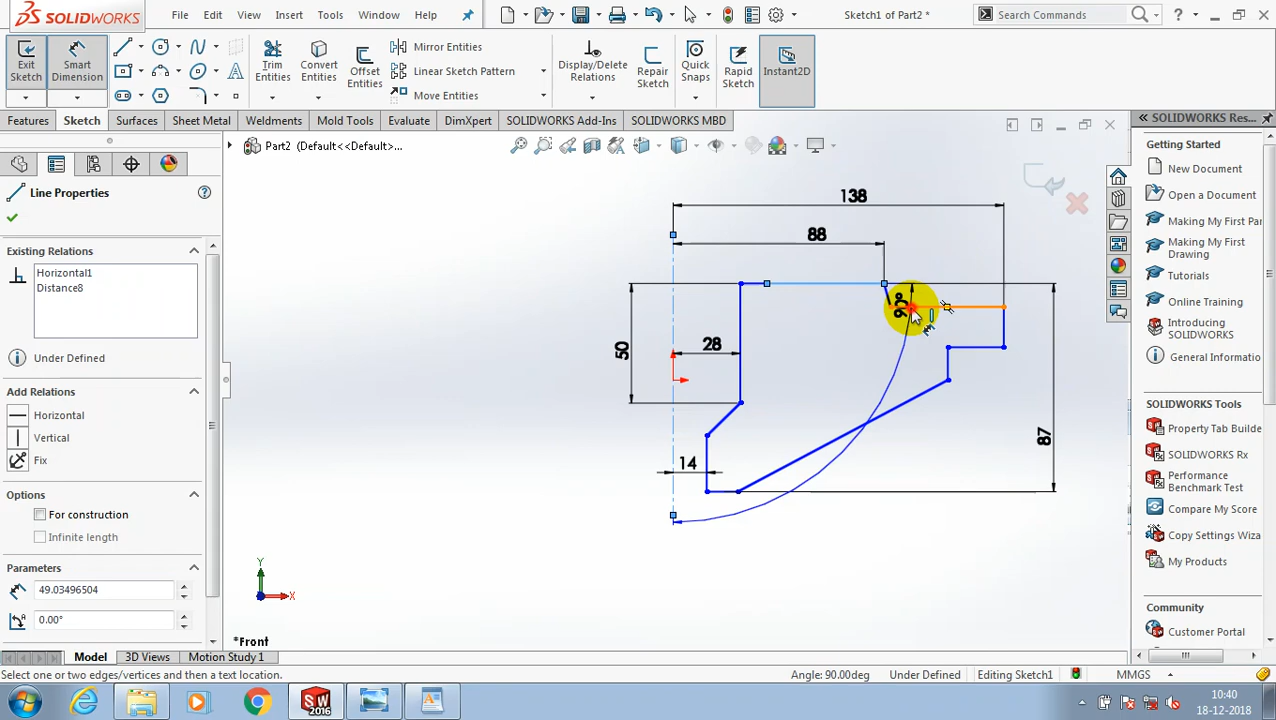 SOLIDWORKS
File Edit View Insert Tools Window Help
Sketch1 of Part2 *
Search Commands
?
Exit Sketch
Smart Dimension
Trim Entities
Convert Entities
Offset Entities
Mirror Entities
Linear Sketch Pattern
Move Entities
Display/Delete Relations
Repair Sketch
Quick Snaps
Rapid Sketch
Instant2D
Features Sketch Surfaces Sheet Metal Weldments Mold Tools Evaluate DimXpert SOLIDWORKS Add-Ins SOLIDWORKS MBD
SOLIDWORKS Res...
Part2 (Default<<Default>...
Line Properties
Existing Relations
Horizontal1
Distance8
Under Defined
Add Relations
Horizontal
Vertical
Fix
Options
For construction
Infinite length
Parameters
49.03496504
0.00°
138
88
90°
50
28
14
87
Y
X
*Front
Getting Started
New Document
Open a Document
Making My First Par
Making My First Drawing
Tutorials
Introducing SOLIDWORKS
General Informatio
SOLIDWORKS Tools
Property Tab Builde
SOLIDWORKS Rx
Performance Benchmark Test
Compare My Score
Copy Settings Wiza
My Products
Community
Customer Portal
Model 3D Views Motion Study 1
Select one or two edges/vertices and then a text location.
Angle: 90.00deg Under Defined Editing Sketch1 MMGS
SW 2016
10:40
18-12-2018